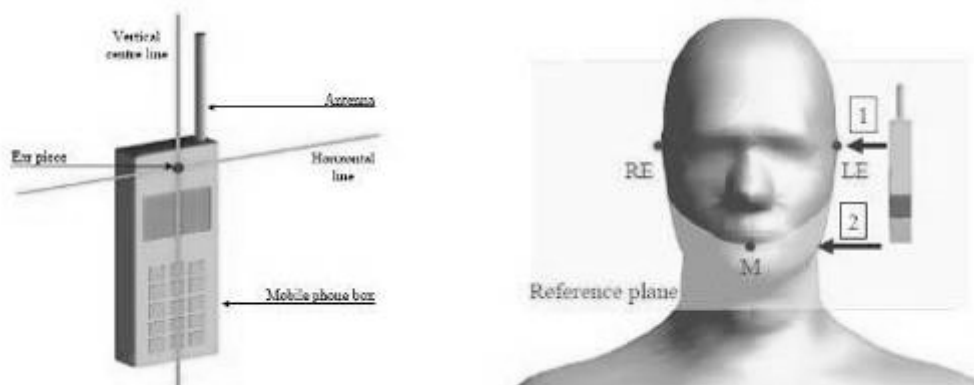 Vertical
centre line
Antenna
Ear piece
Horizontal
line
Mobile phone box
1
RE
LE
2
M
Reference plane